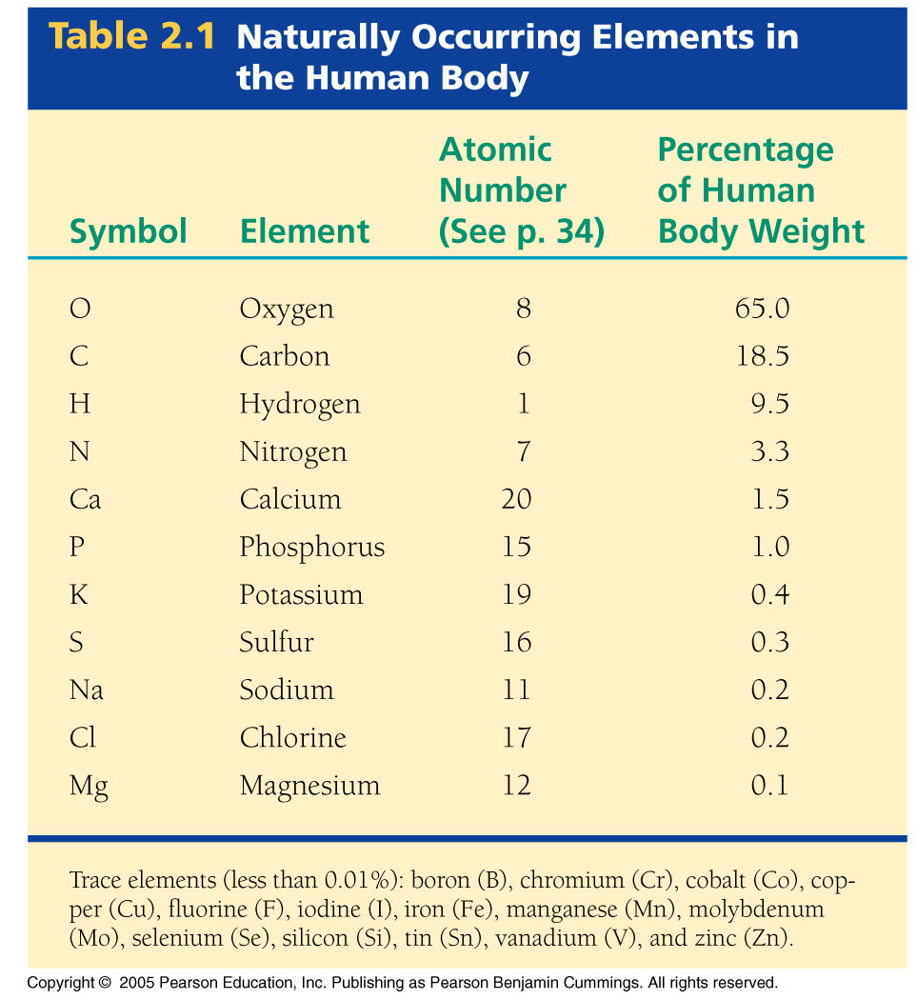 Table 2.1 Naturally Occurring Elements in
the Human Body
Atomic Percentage
Number of Human
Symbol Element (See p. 34) Body Weight
O Oxygen 8 65.0
C Carbon 6 18.5
H Hydrogen 1 9.5
N Nitrogen 7 3.3
Ca Calcium 20 1.5
P Phosphorus 15 1.0
K Potassium 19 0.4
S Sulfur 16 0.3
Na Sodium 11 0.2
Cl Chlorine 17 0.2
Mg Magnesium 12 0.1
Trace elements (less than 0.01%): boron (B), chromium (Cr), cobalt (Co), cop-
per (Cu), fluorine (F), iodine (I), iron (Fe), manganese (Mn), molybdenum
(Mo), selenium (Se), silicon (Si), tin (Sn), vanadium (V), and zinc (Zn).
Copyright © 2005 Pearson Education, Inc. Publishing as Pearson Benjamin Cummings. All rights reserved.